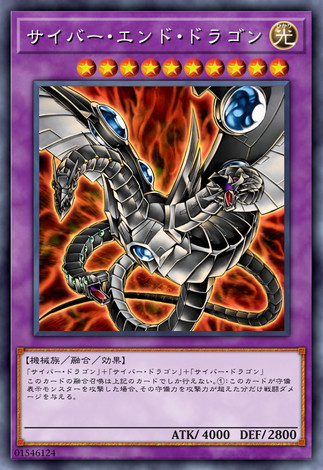 サイバー・エンド・ドラゴン
光
【機械族／融合／効果】
「サイバー・ドラゴン」+「サイバー・ドラゴン」+「サイバー・ドラゴン」
このカードの融合召喚は上記のカードでしか行えない。①:このカードが守備
表示モンスターを攻撃した場合、その守備力を攻撃力が超えた分だけ戦闘ダメ
ージを与える。
ATK/ 4000 DEF/2800
01546124